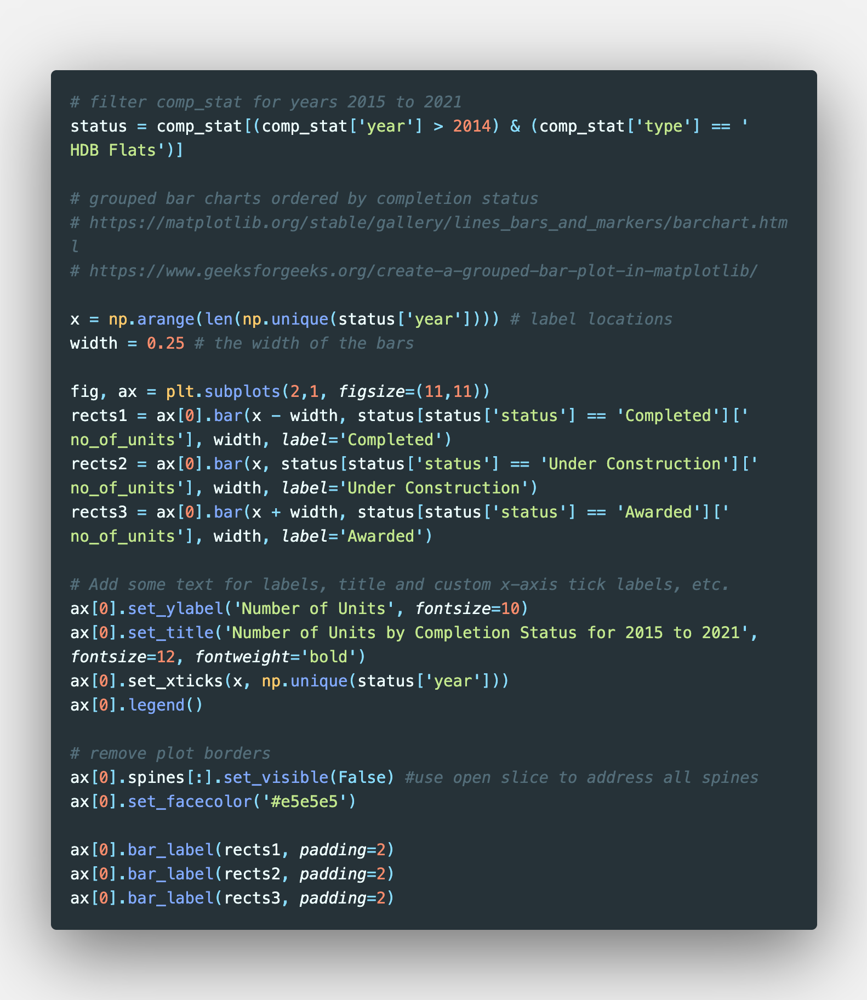 # filter comp_stat for years 2015 to 2021
status = comp_stat[(comp_stat['year'] > 2014) & (comp_stat['type'] == '
HDB Flats')]
# grouped bar charts ordered by completion status
# https://matplotlib.org/stable/gallery/lines_bars_and_markers/barchart.htm
l
# https://www.geeksforgeeks.org/create-a-grouped-bar-plot-in-matplotlib/
x = np.arange(len(np.unique(status['year']))) # label locations
width = 0.25 # the width of the bars
fig, ax = plt.subplots(2,1, figsize=(11,11))
rects1 = ax[0].bar(x - width, status[status['status'] == 'Completed']['
no_of_units'], width, label='Completed')
rects2 = ax[0].bar(x, status[status['status'] == 'Under Construction']['
no_of_units'], width, label='Under Construction')
rects3 = ax[0].bar(x + width, status[status['status'] == 'Awarded']['
no_of_units'], width, label='Awarded')
# Add some text for labels, title and custom x-axis tick labels, etc.
ax[0].set_ylabel('Number of Units', fontsize=10)
ax[0].set_title('Number of Units by Completion Status for 2015 to 2021',
fontsize=12, fontweight='bold')
ax[0].set_xticks(x, np.unique(status['year']))
ax[0].legend()
# remove plot borders
ax[0].spines[:].set_visible(False) #use open slice to address all spines
ax[0].set_facecolor('#e5e5e5')
ax[0].bar_label(rects1, padding=2)
ax[0].bar_label(rects2, padding=2)
ax[0].bar_label(rects3, padding=2)